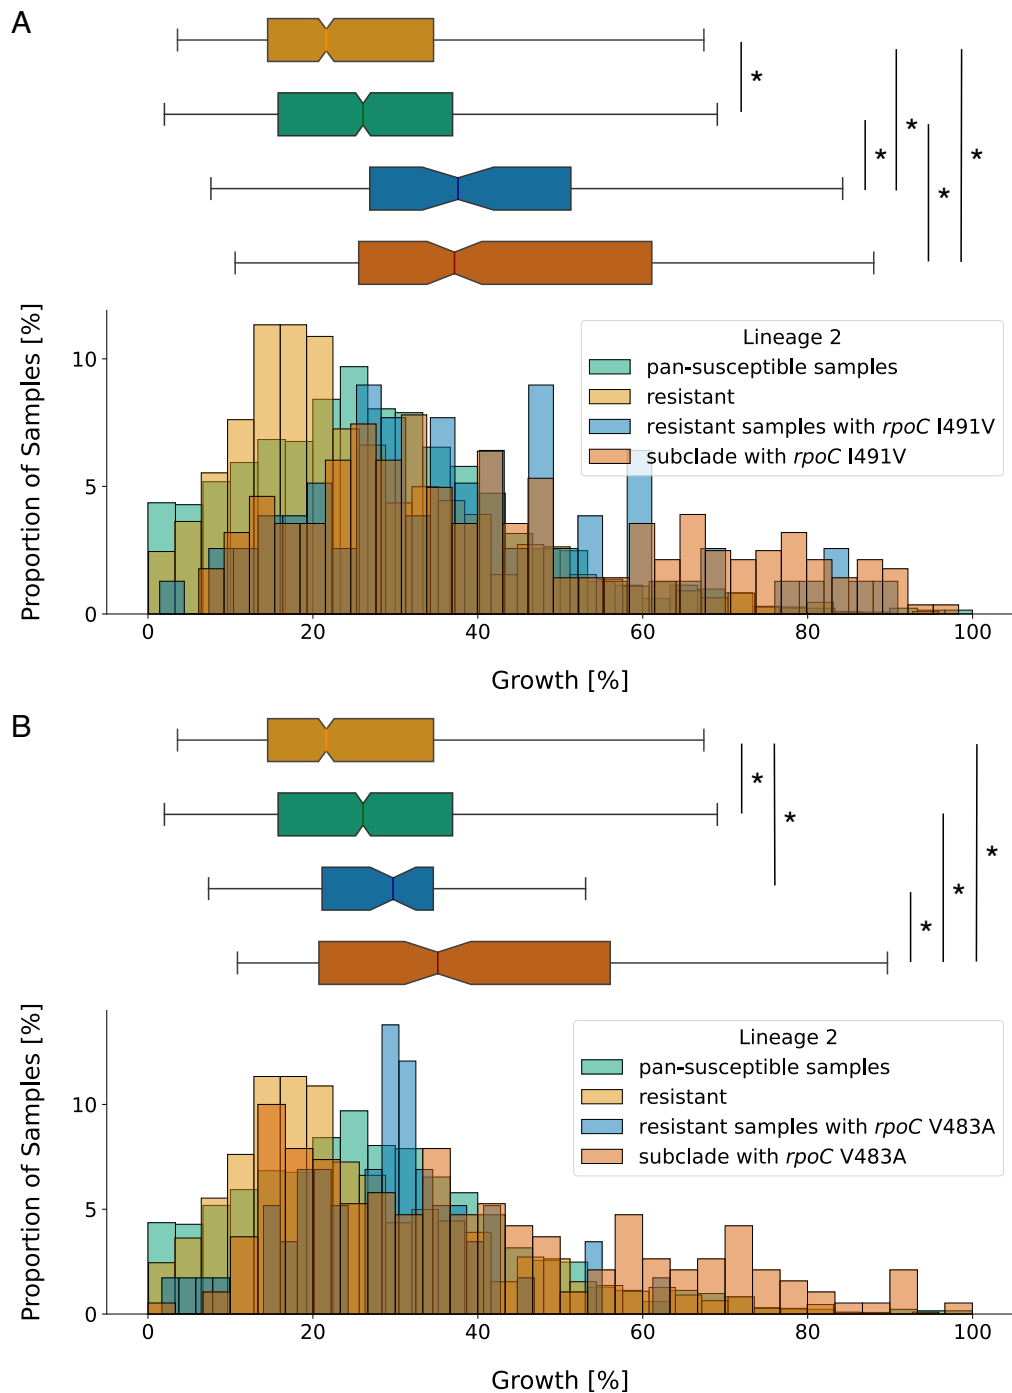 A
*
*
*
*
*
Proportion of Samples [%]
10
5
0
Lineage 2
pan-susceptible samples
resistant
resistant samples with rpoC I491V
subclade with rpoC I491V
0 20 40 60 80 100
Growth [%]
B
*
*
*
*
*
Proportion of Samples [%]
10
5
0
Lineage 2
pan-susceptible samples
resistant
resistant samples with rpoC V483A
subclade with rpoC V483A
0 20 40 60 80 100
Growth [%]